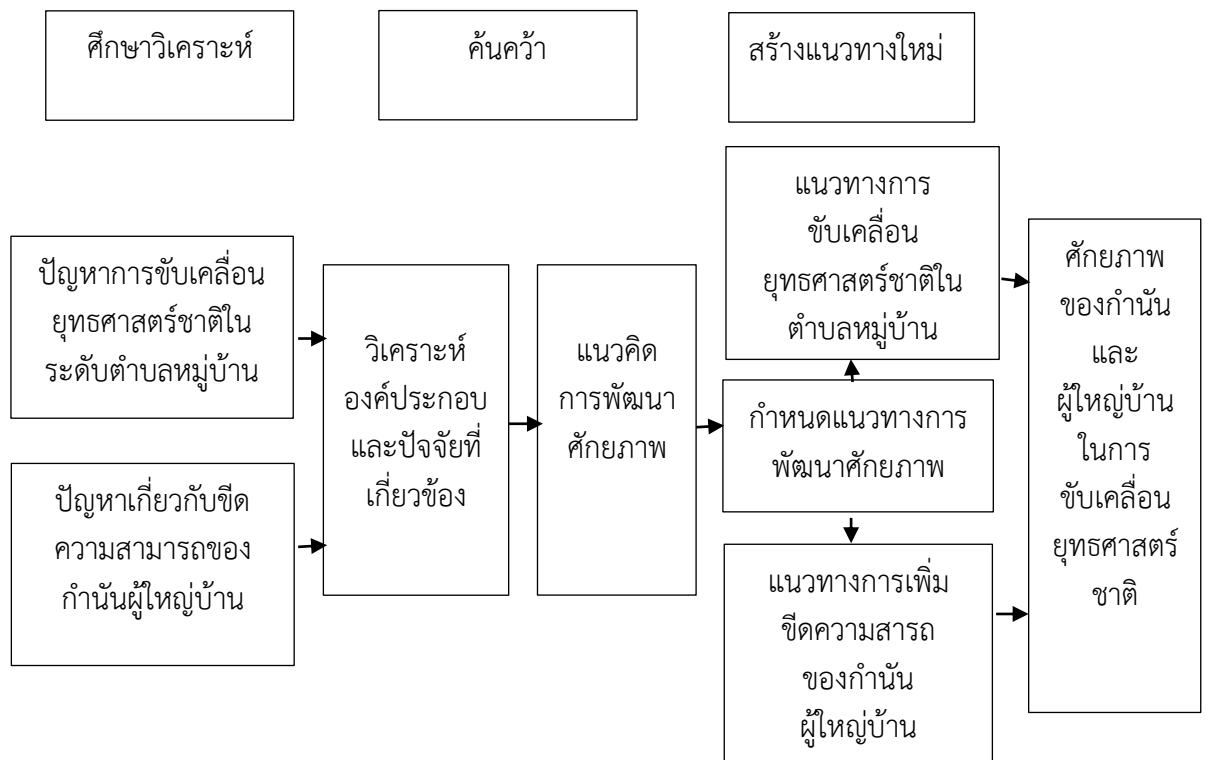 ศึกษาวิเคราะห์
ค้นคว้า
สร้างแนวทางใหม่
ปัญหาการขับเคลื่อน
ยุทธศาสตร์ชาติใน
ระดับตำบลหมู่บ้าน
ปัญหาเกี่ยวกับขีด
ความสามารถของ
กำนันผู้ใหญ่บ้าน
วิเคราะห์
องค์ประกอบ
และปัจจัยที่
เกี่ยวข้อง
แนวคิด
การพัฒนา
ศักยภาพ
แนวทางการ
ขับเคลื่อน
ยุทธศาสตร์ชาติใน
ตำบลหมู่บ้าน
กำหนดแนวทางการ
พัฒนาศักยภาพ
แนวทางการเพิ่ม
ขีดความสารถ
ของกำนัน
ผู้ใหญ่บ้าน
ศักยภาพ
ของกำนัน
และ
ผู้ใหญ่บ้าน
ในการ
ขับเคลื่อน
ยุทธศาสตร์
ชาติ